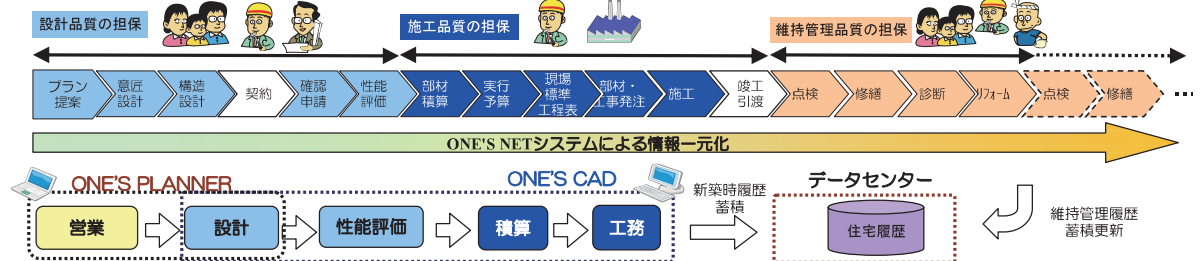 設計品質の担保
施工品質の担保
維持管理品質の担保
プラン
提案
意匠
設計
構造
設計
契約
確認
申請
性能
評価
部材
積算
実行
予算
現場
標準
工程表
部材・
工事発注
施工
竣工
引渡
点検
修繕
診断
リフォーム
点検
修繕
ONE'S NETシステムによる情報一元化
ONE'S PLANNER
ONE'S CAD
営業
設計
性能評価
積算
工務
新築時履歴
蓄積
データセンター
住宅履歴
維持管理履歴
蓄積更新